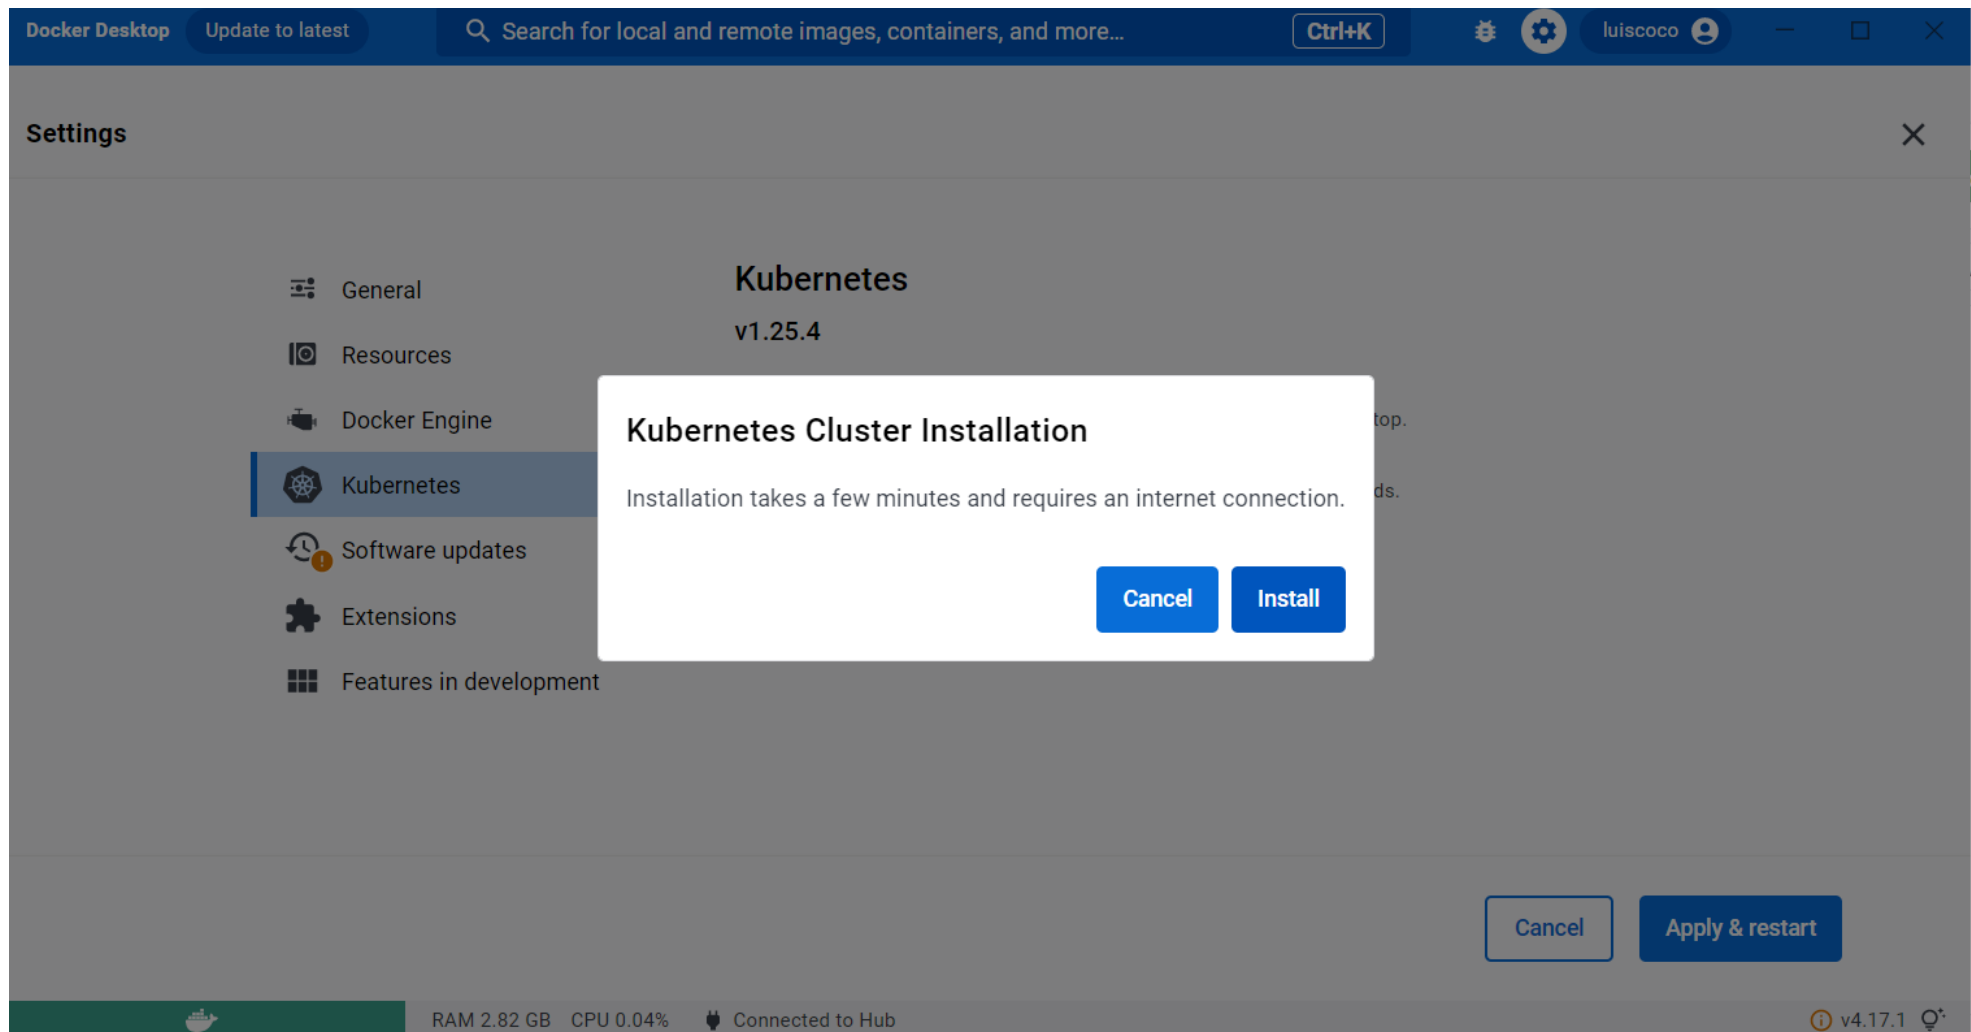 Docker Desktop Update to latest Search for local and remote images, containers, and more... Ctrl+K luiscoco
Settings
General
Resources
Docker Engine
Kubernetes
Software updates
Extensions
Features in development
Kubernetes
v1.25.4
top.
ds.
Kubernetes Cluster Installation
Installation takes a few minutes and requires an internet connection.
Cancel Install
Cancel Apply & restart
RAM 2.82 GB CPU 0.04% Connected to Hub v4.17.1